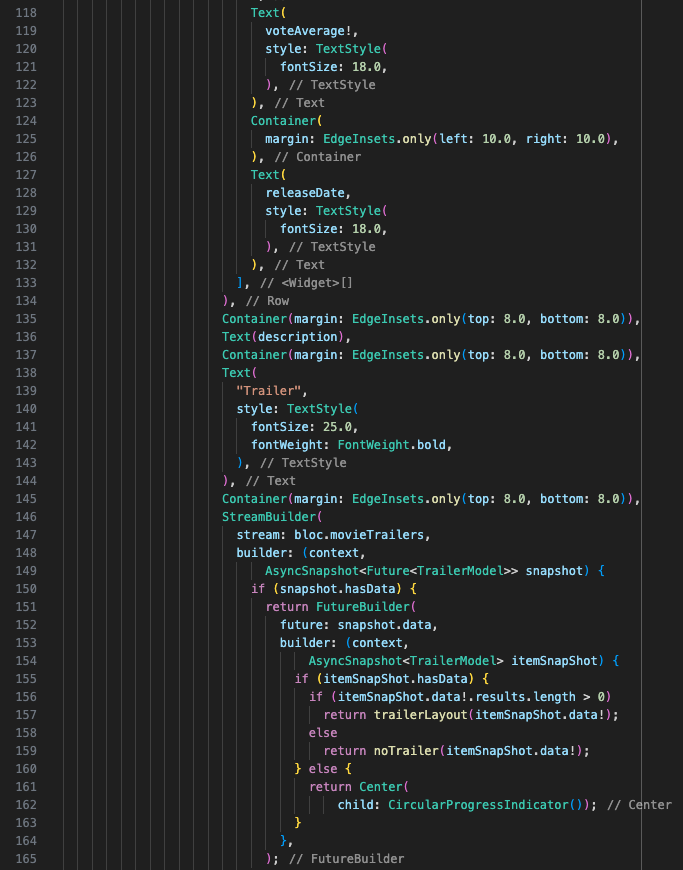 118 Text(
119 voteAverage!,
120 style: TextStyle(
121 fontSize: 18.0,
122 ), // TextStyle
123 ), // Text
124 Container(
125 margin: EdgeInsets.only(left: 10.0, right: 10.0),
126 ), // Container
127 Text(
128 releaseDate,
129 style: TextStyle(
130 fontSize: 18.0,
131 ), // TextStyle
132 ), // Text
133 ], // <Widget>[]
134 ), // Row
135 Container(margin: EdgeInsets.only(top: 8.0, bottom: 8.0)),
136 Text(description),
137 Container(margin: EdgeInsets.only(top: 8.0, bottom: 8.0)),
138 Text(
139 "Trailer",
140 style: TextStyle(
141 fontSize: 25.0,
142 fontWeight: FontWeight.bold,
143 ), // TextStyle
144 ), // Text
145 Container(margin: EdgeInsets.only(top: 8.0, bottom: 8.0)),
146 StreamBuilder(
147 stream: bloc.movieTrailers,
148 builder: (context,
149 AsyncSnapshot<Future<TrailerModel>> snapshot) {
150 if (snapshot.hasData) {
151 return FutureBuilder(
152 future: snapshot.data,
153 builder: (context,
154 AsyncSnapshot<TrailerModel> itemSnapShot) {
155 if (itemSnapShot.hasData) {
156 if (itemSnapShot.data!.results.length > 0)
157 return trailerLayout(itemSnapShot.data!);
158 else
159 return noTrailer(itemSnapShot.data!);
160 } else {
161 return Center(
162 child: CircularProgressIndicator()); // Center
163 }
164 },
165 ); // FutureBuilder